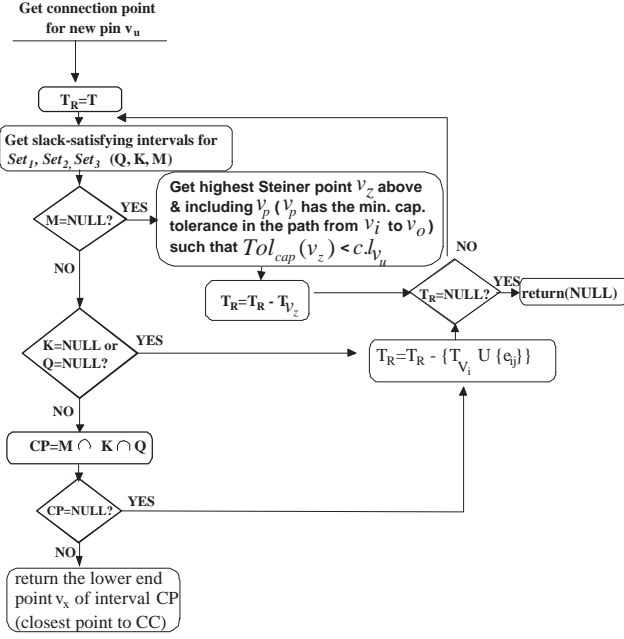 Get connection point
for new pin v_u
T_R=T
Get slack-satisfying intervals for
Set_1, Set_2, Set_3 (Q, K, M)
M=NULL?
YES
NO
Get highest Steiner point v_z above
& including v_p ( v_p has the min. cap.
tolerance in the path from v_i to v_o )
such that Tol_cap(v_z) < c.l_v_u
T_R=T_R - T_v_z
NO
T_R=NULL?
YES
return(NULL)
K=NULL or
Q=NULL?
YES
NO
T_R=T_R - {T_V_i U {e_ij}}
CP=M ∩ K ∩ Q
CP=NULL?
YES
NO
return the lower end
point v_x of interval CP
(closest point to CC)